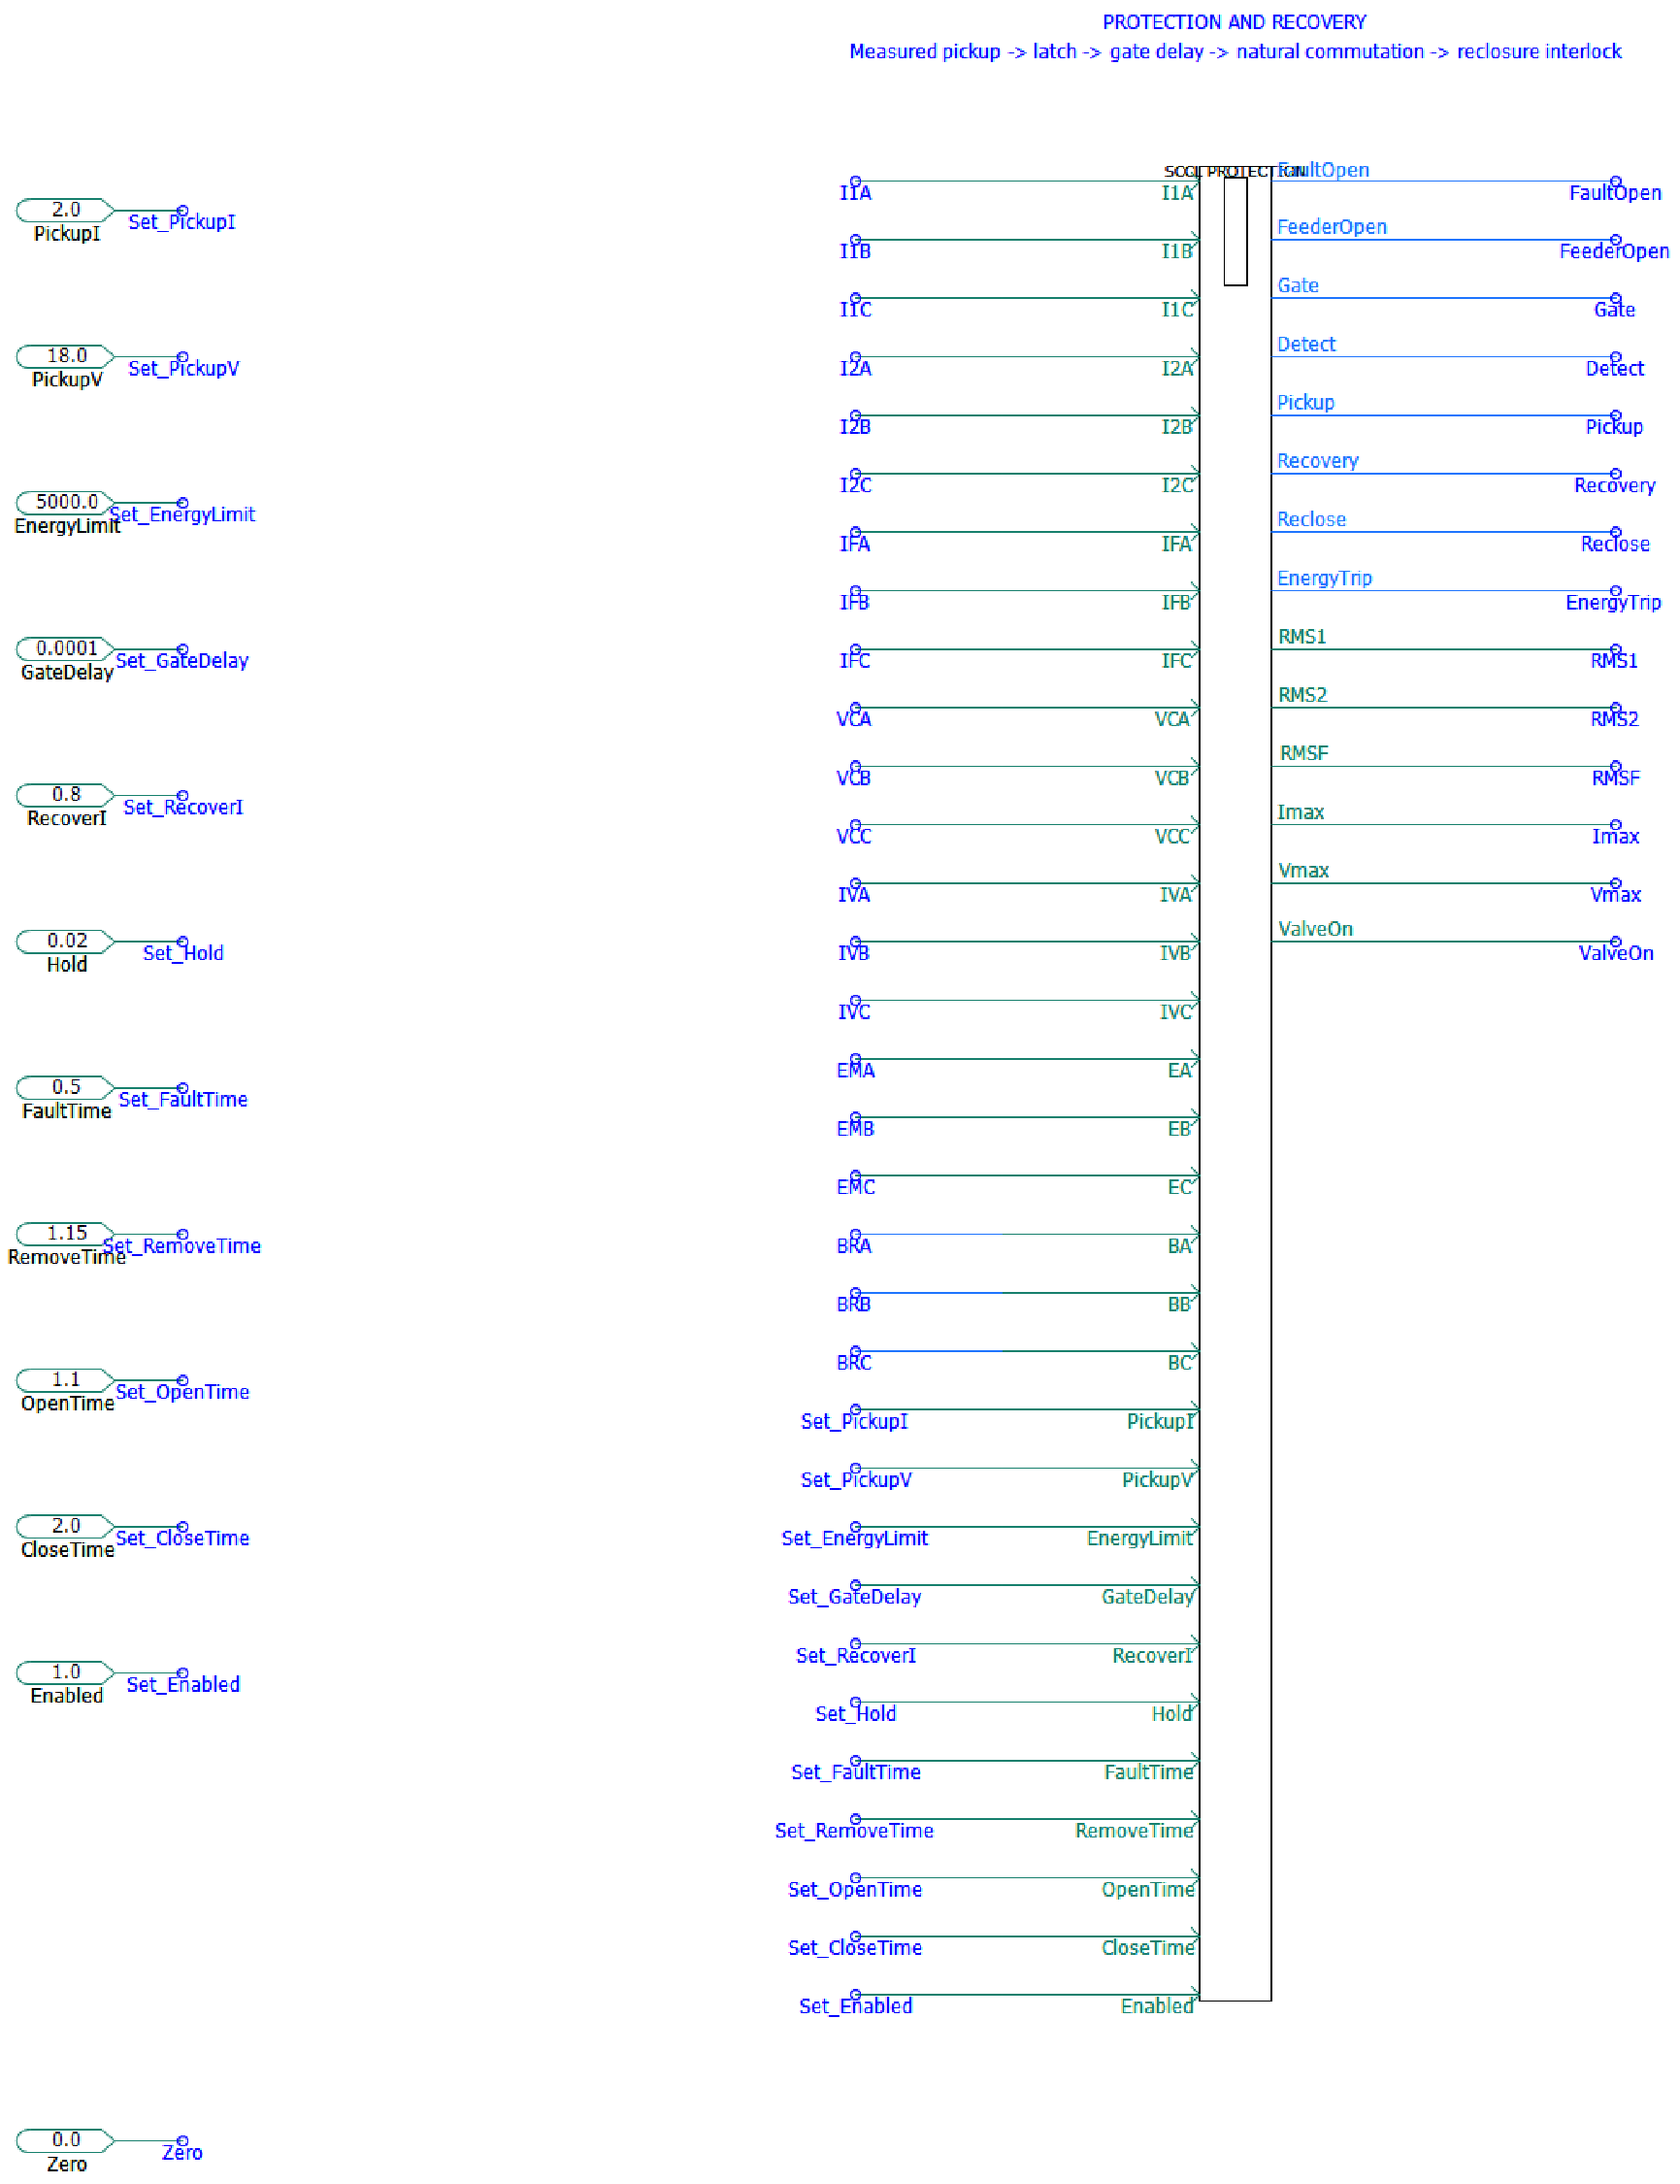 PROTECTION AND RECOVERY
Measured pickup -> latch -> gate delay -> natural commutation -> reclosure interlock
2.0
PickupI
Set_PickupI
18.0
PickupV
Set_PickupV
5000.0
EnergyLimit
Set_EnergyLimit
0.0001
GateDelay
Set_GateDelay
0.8
RecoverI
Set_RecoverI
0.02
Hold
Set_Hold
0.5
FaultTime
Set_FaultTime
1.15
RemoveTime
Set_RemoveTime
1.1
OpenTime
Set_OpenTime
2.0
CloseTime
Set_CloseTime
1.0
Enabled
Set_Enabled
0.0
Zero
Zero
PROTECTION
I1A I1A
I1B I1B
I1C I1C
I2A I2A
I2B I2B
I2C I2C
IFA IFA
IFB IFB
IFC IFC
VCA VCA
VCB VCB
VCC VCC
IVA IVA
IVB IVB
IVC IVC
EMA EA
EMB EB
EMC EC
BRA BA
BRB BB
BRC BC
Set_PickupI PickupI
Set_PickupV PickupV
Set_EnergyLimit EnergyLimit
Set_GateDelay GateDelay
Set_RecoverI RecoverI
Set_Hold Hold
Set_FaultTime FaultTime
Set_RemoveTime RemoveTime
Set_OpenTime OpenTime
Set_CloseTime CloseTime
Set_Enabled Enabled
FaultOpen FaultOpen
FeederOpen FeederOpen
Gate Gate
Detect Detect
Pickup Pickup
Recovery Recovery
Reclose Reclose
EnergyTrip EnergyTrip
RMS1 RMS1
RMS2 RMS2
RMSF RMSF
Imax Imax
Vmax Vmax
ValveOn ValveOn